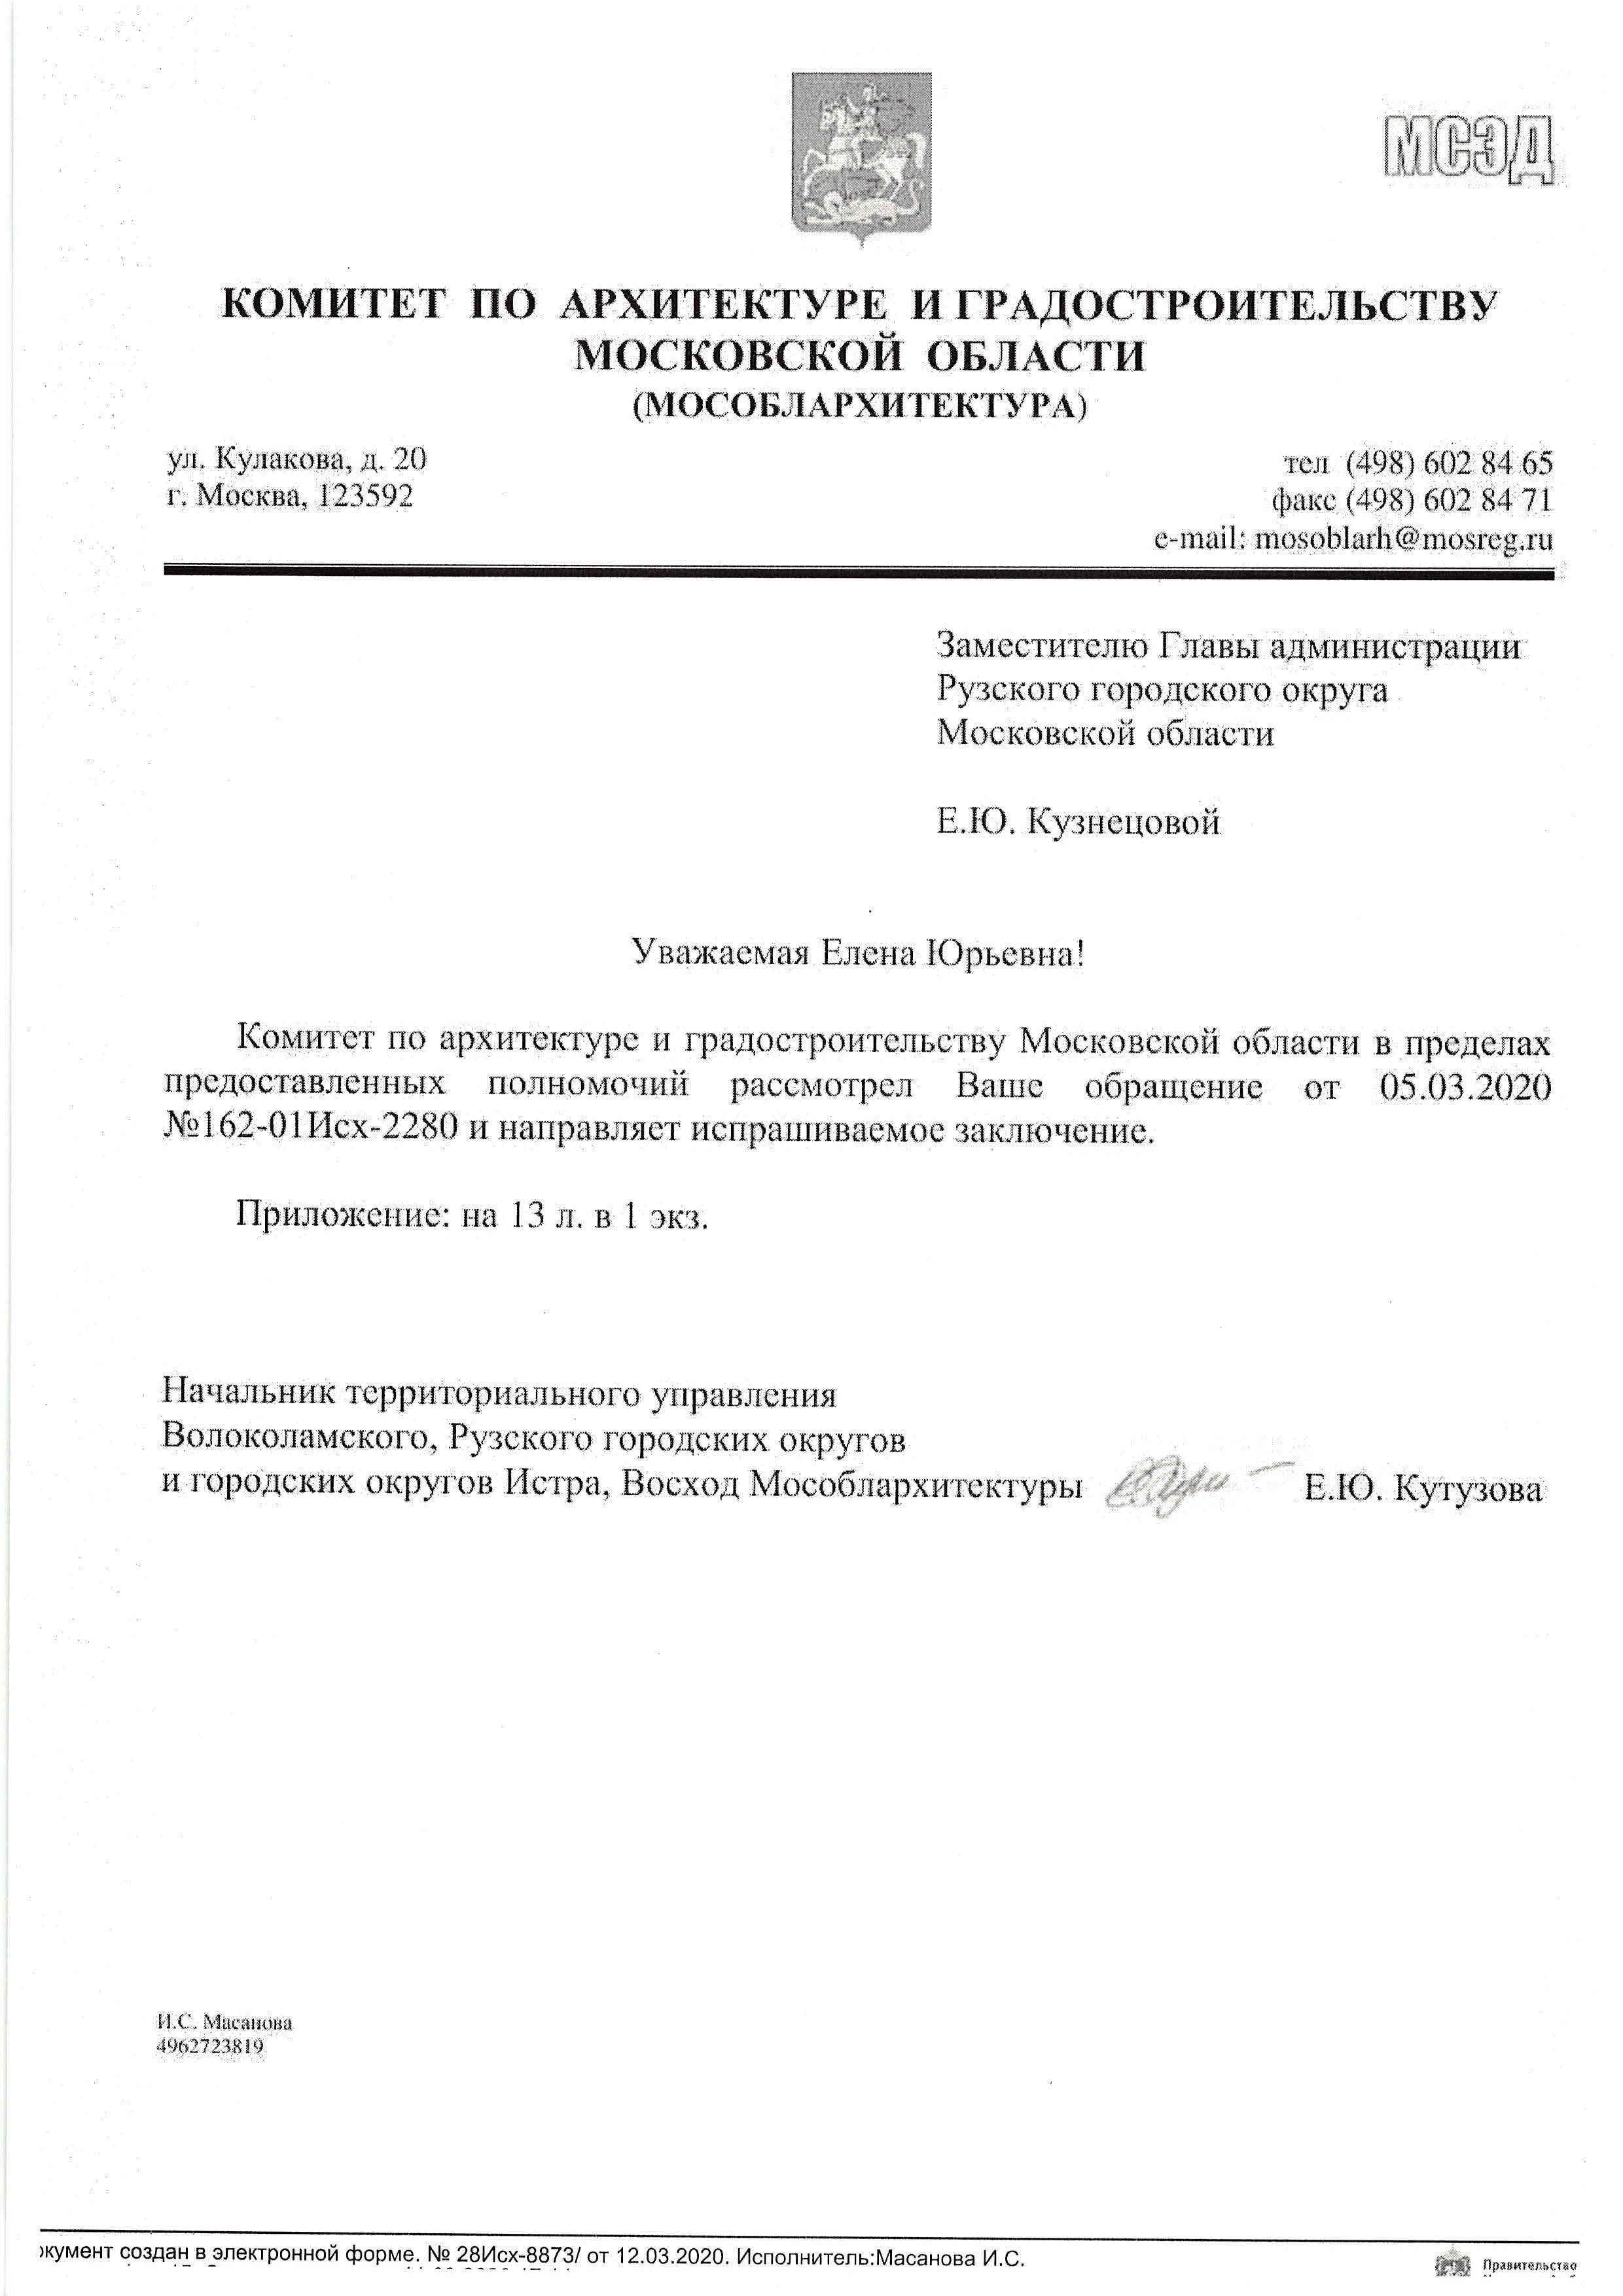 МСЭД
КОМИТЕТ ПО АРХИТЕКТУРЕ И ГРАДОСТРОИТЕЛЬСТВУ
МОСКОВСКОЙ ОБЛАСТИ
(МОСОБЛАРХИТЕКТУРА)
ул. Кулакова, д. 20
г. Москва, 123592
тел (498) 602 84 65
факс (498) 602 84 71
e-mail: mosoblarh@mosreg.ru
Заместителю Главы администрации
Рузского городского округа
Московской области
Е.Ю. Кузнецовой
Уважаемая Елена Юрьевна!
Комитет по архитектуре и градостроительству Московской области в пределах
предоставленных полномочий рассмотрел Ваше обращение от 05.03.2020
№162-01Исх-2280 и направляет испрашиваемое заключение.
Приложение: на 13 л. в 1 экз.
Начальник территориального управления
Волоколамского, Рузского городских округов
и городских округов Истра, Восход Мособлархитектуры Е.Ю. Кутузова
И.С. Масанова
4962723819
окумент создан в электронной форме. № 28Исх-8873/ от 12.03.2020. Исполнитель:Масанова И.С.
Правительство